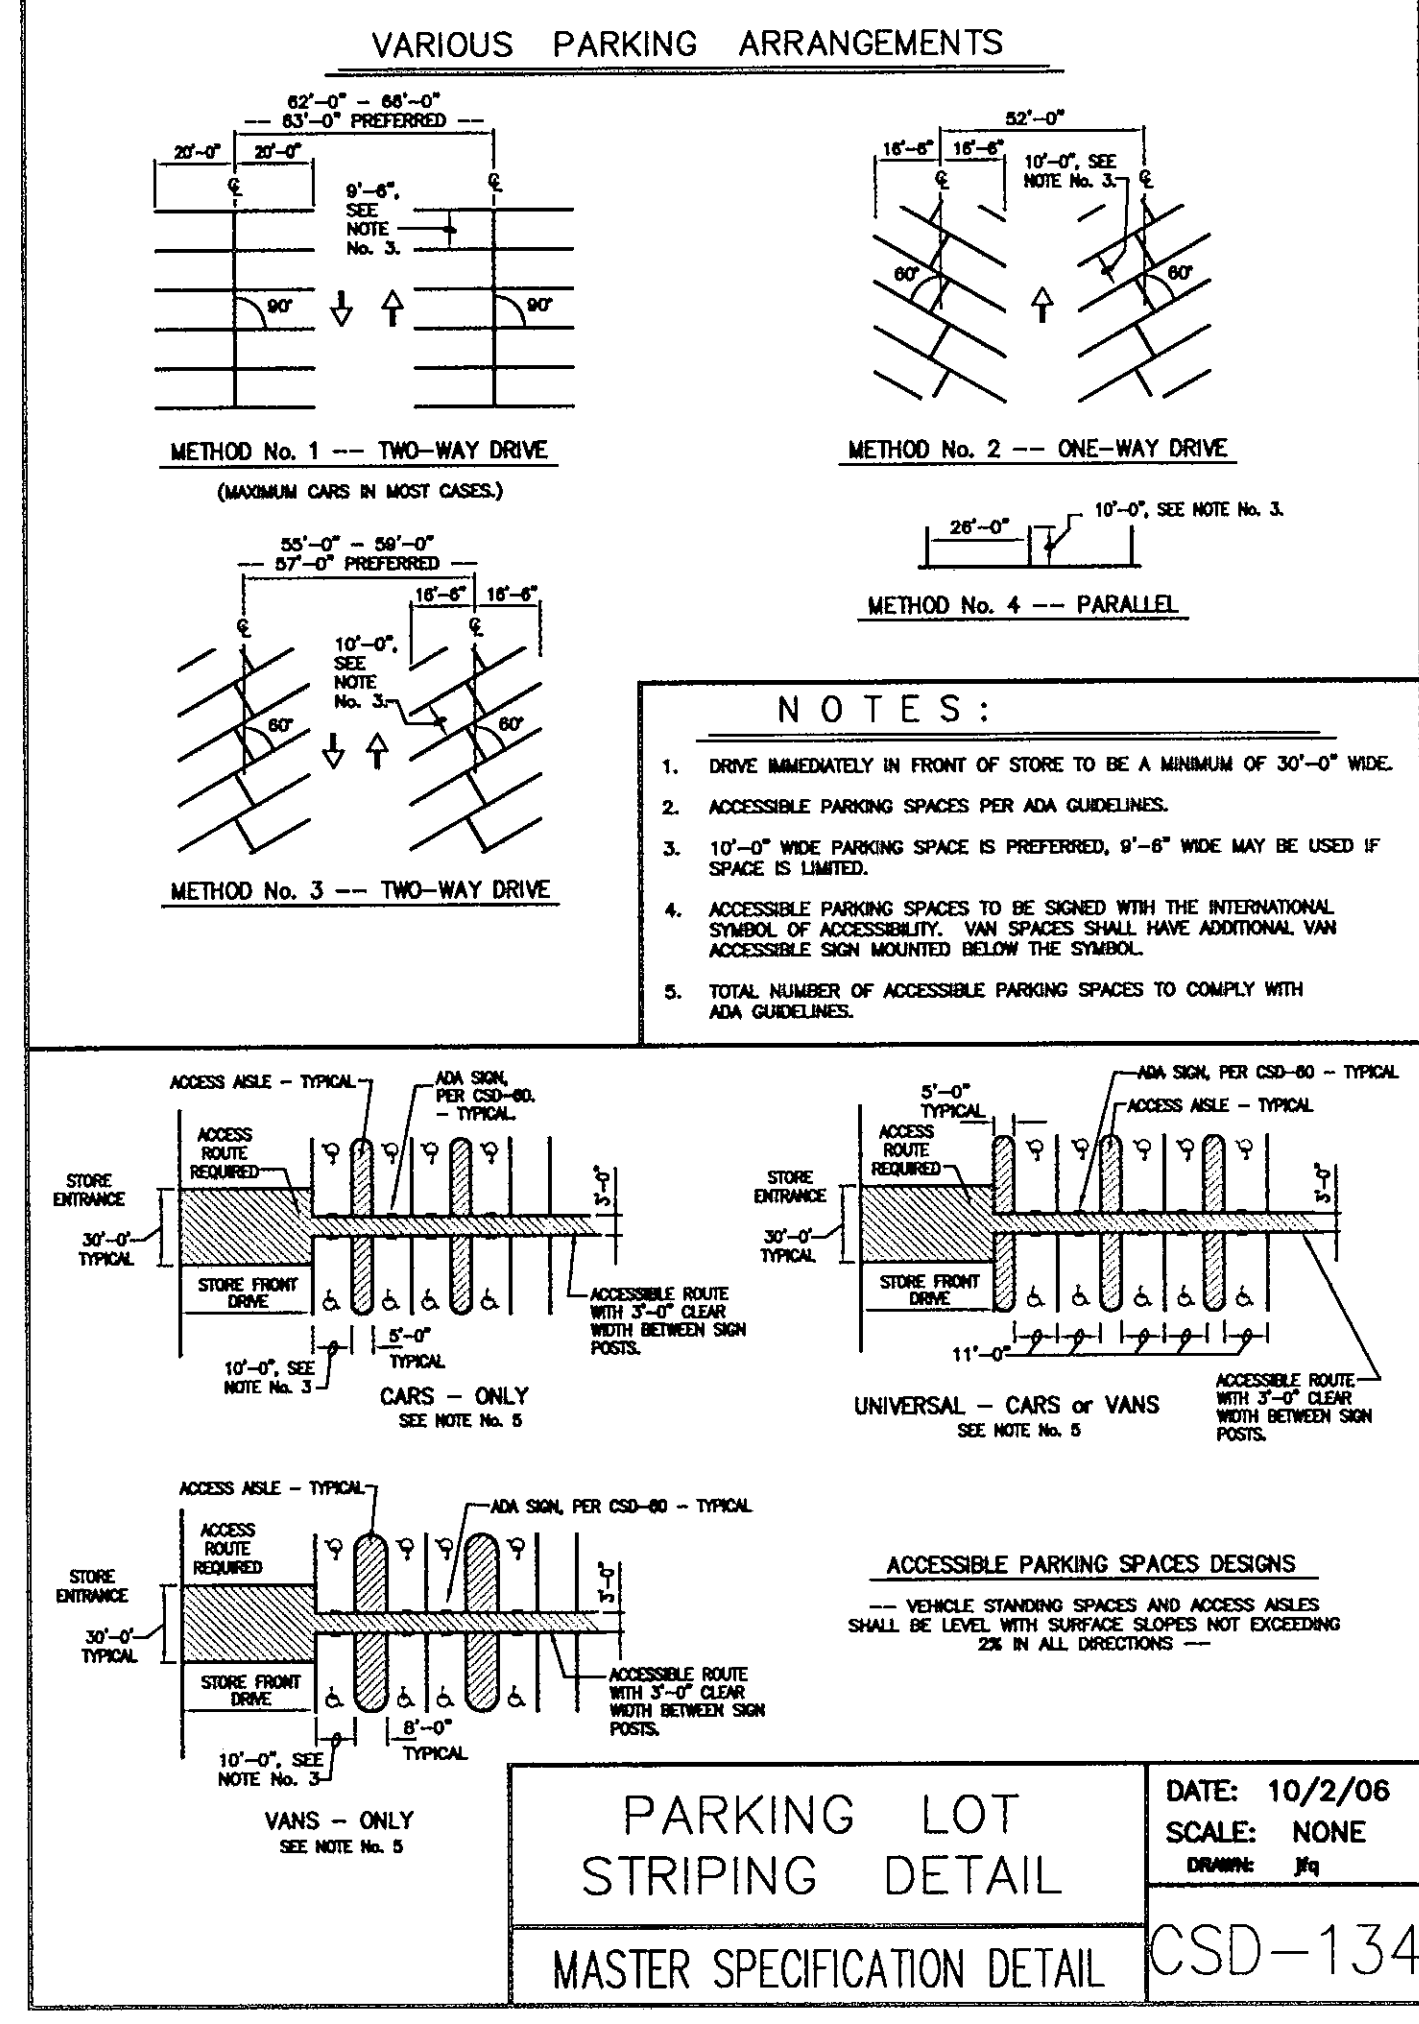 VARIOUS PARKING ARRANGEMENTS
62'-0" - 66'-0"
-- 63'-0" PREFERRED --
20'-0" 20'-0"
℄ ℄
9'-6",
SEE
NOTE
No. 3.
90° 90°
METHOD No. 1 -- TWO-WAY DRIVE
(MAXIMUM CARS IN MOST CASES.)
52'-0"
16'-6" 16'-6"
10'-0", SEE
NOTE No. 3.
℄ ℄
60° 60°
METHOD No. 2 -- ONE-WAY DRIVE
55'-0" - 59'-0"
-- 57'-0" PREFERRED --
16'-6" 16'-6"
℄ ℄
10'-0",
SEE
NOTE
No. 3.
60° 60°
METHOD No. 3 -- TWO-WAY DRIVE
26'-0"
10'-0", SEE NOTE No. 3.
METHOD No. 4 -- PARALLEL
NOTES:
1. DRIVE IMMEDIATELY IN FRONT OF STORE TO BE A MINIMUM OF 30'-0" WIDE.
2. ACCESSIBLE PARKING SPACES PER ADA GUIDELINES.
3. 10'-0" WIDE PARKING SPACE IS PREFERRED, 9'-6" WIDE MAY BE USED IF
SPACE IS LIMITED.
4. ACCESSIBLE PARKING SPACES TO BE SIGNED WITH THE INTERNATIONAL
SYMBOL OF ACCESSIBILITY. VAN SPACES SHALL HAVE ADDITIONAL VAN
ACCESSIBLE SIGN MOUNTED BELOW THE SYMBOL.
5. TOTAL NUMBER OF ACCESSIBLE PARKING SPACES TO COMPLY WITH
ADA GUIDELINES.
ACCESS AISLE - TYPICAL
ADA SIGN,
PER CSD-60.
- TYPICAL.
ACCESS
ROUTE
REQUIRED
STORE
ENTRANCE
30'-0'
TYPICAL
STORE FRONT
DRIVE
3'-0"
ACCESSIBLE ROUTE
WITH 3'-0" CLEAR
WIDTH BETWEEN SIGN
POSTS.
5'-0"
TYPICAL
10'-0", SEE
NOTE No. 3
CARS - ONLY
SEE NOTE No. 5
ADA SIGN, PER CSD-60 - TYPICAL
5'-0"
TYPICAL
ACCESS AISLE - TYPICAL
ACCESS
ROUTE
REQUIRED
STORE
ENTRANCE
30'-0'
TYPICAL
STORE FRONT
DRIVE
3'-0"
11'-0"
ACCESSIBLE ROUTE
WITH 3'-0" CLEAR
WIDTH BETWEEN SIGN
POSTS.
UNIVERSAL - CARS or VANS
SEE NOTE No. 5
ACCESS AISLE - TYPICAL
ADA SIGN, PER CSD-60 - TYPICAL
ACCESS
ROUTE
REQUIRED
STORE
ENTRANCE
30'-0'
TYPICAL
STORE FRONT
DRIVE
3'-0"
ACCESSIBLE ROUTE
WITH 3'-0" CLEAR
WIDTH BETWEEN SIGN
POSTS.
8'-0"
TYPICAL
10'-0", SEE
NOTE No. 3
VANS - ONLY
SEE NOTE No. 5
ACCESSIBLE PARKING SPACES DESIGNS
-- VEHICLE STANDING SPACES AND ACCESS AISLES
SHALL BE LEVEL WITH SURFACE SLOPES NOT EXCEEDING
2% IN ALL DIRECTIONS --
PARKING LOT
STRIPING DETAIL
MASTER SPECIFICATION DETAIL
DATE: 10/2/06
SCALE: NONE
DRAWN: jfq
CSD-134